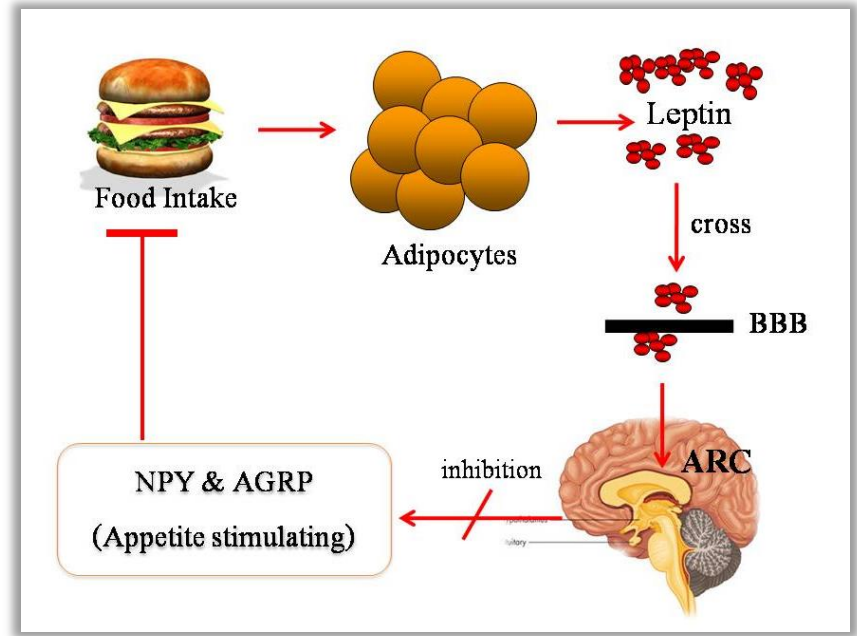 Food Intake
Adipocytes
Leptin
cross
BBB
ARC
inhibition
NPY & AGRP
(Appetite stimulating)